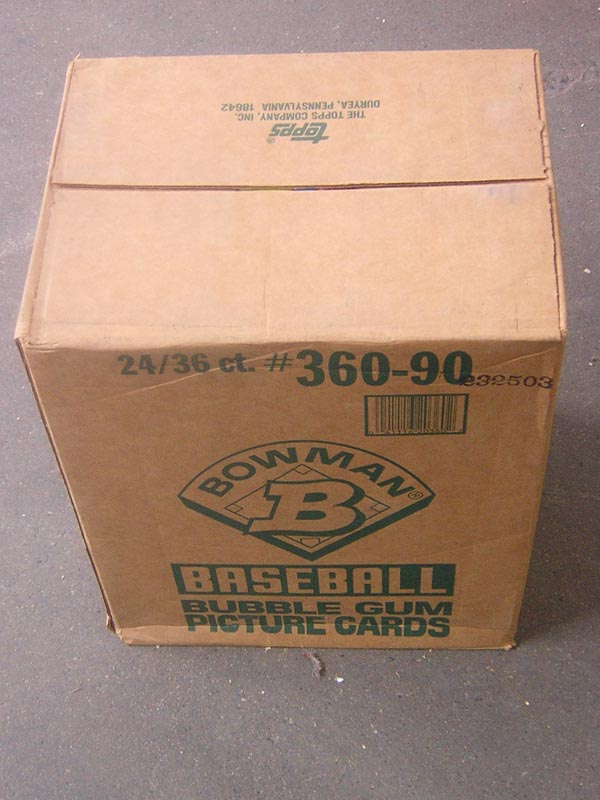 topps®
THE TOPPS COMPANY, INC.
DURYEA, PENNSYLVANIA 18642
24/36 ct. #360-90
232503
BOWMAN®
B
BASEBALL
BUBBLE GUM
PICTURE CARDS